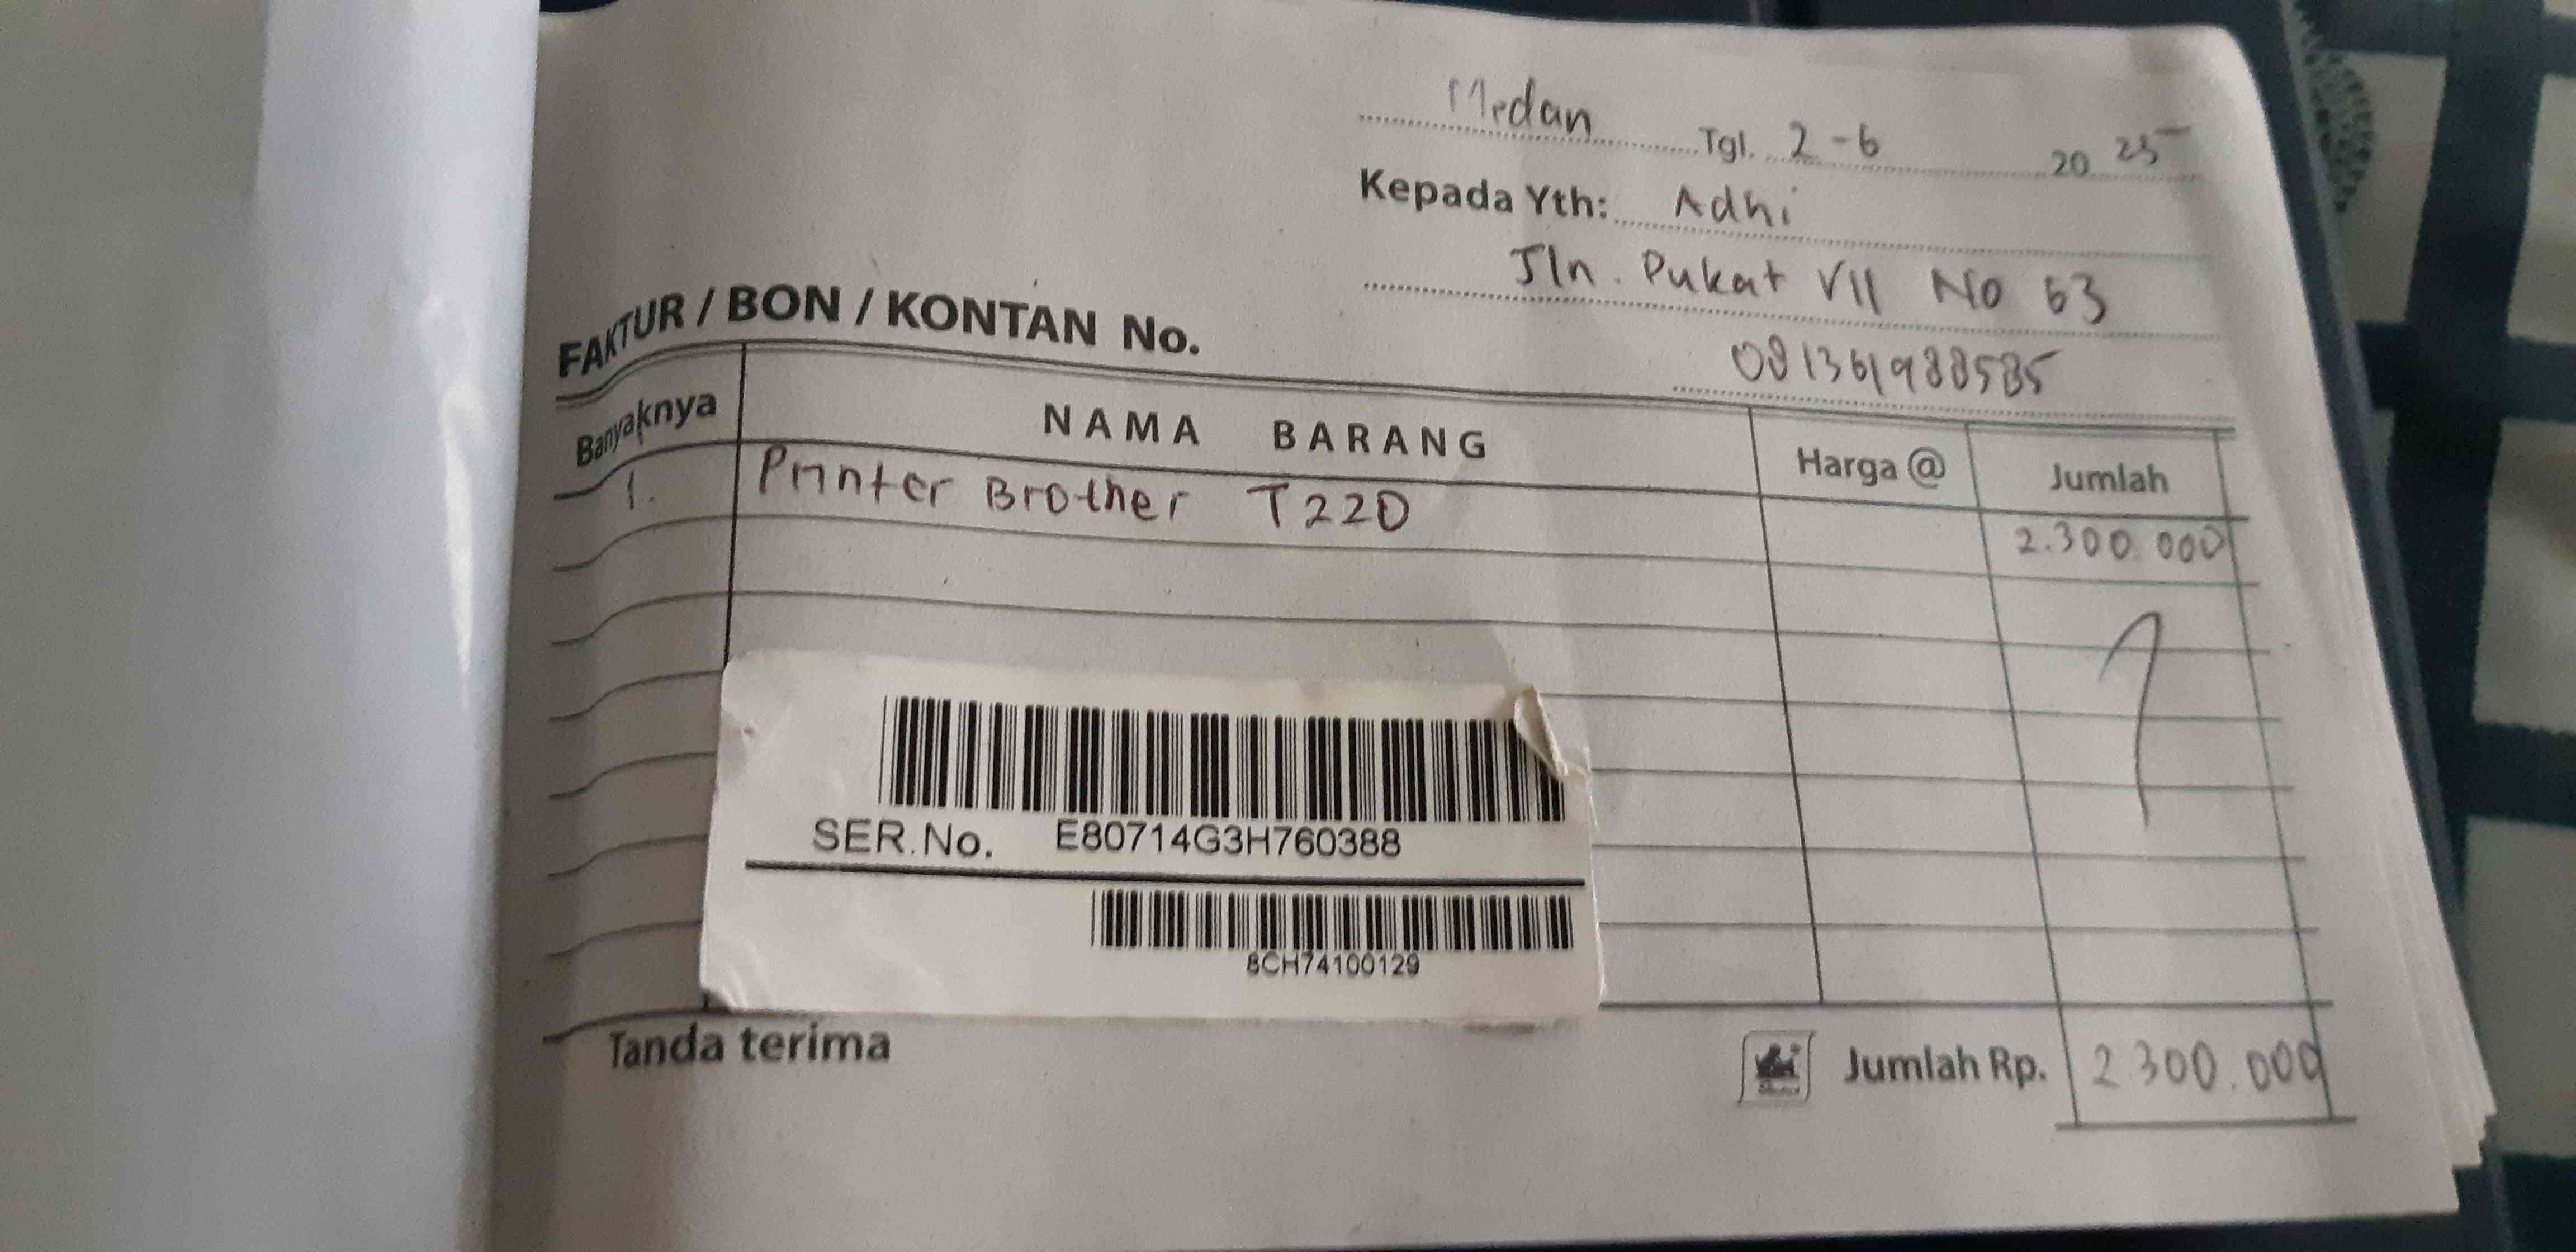 Medan Tgl. 2-6 20 25
Kepada Yth: Adhi
Jln. Pukat VII No 63
081361988585
FAKTUR / BON / KONTAN No.
Banyaknya NAMA BARANG Harga @ Jumlah
1. Printer Brother T220 2.300.000
SER.No. E80714G3H760388
8CH74100129
Tanda terima Jumlah Rp. 2300.000